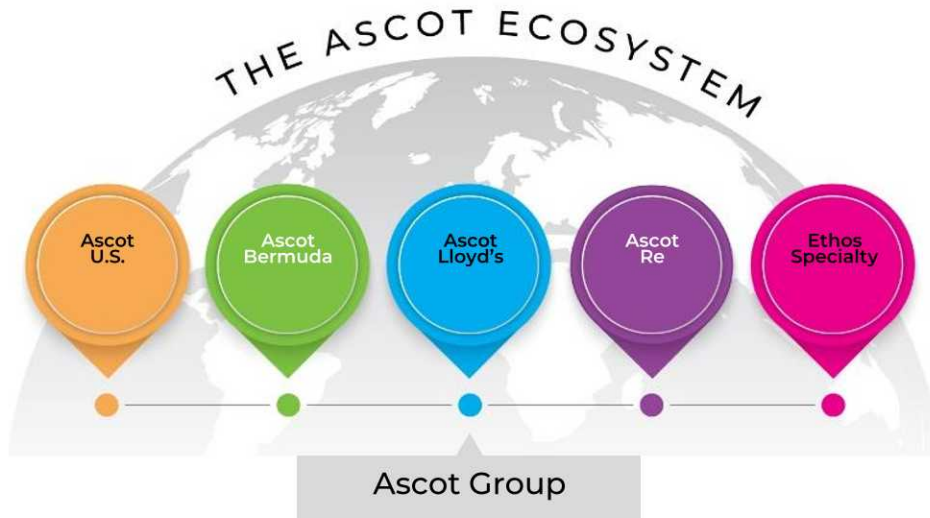 THE ASCOT ECOSYSTEM
Ascot
U.S.
Ascot
Bermuda
Ascot
Lloyd's
Ascot
Re
Ethos
Specialty
Ascot Group